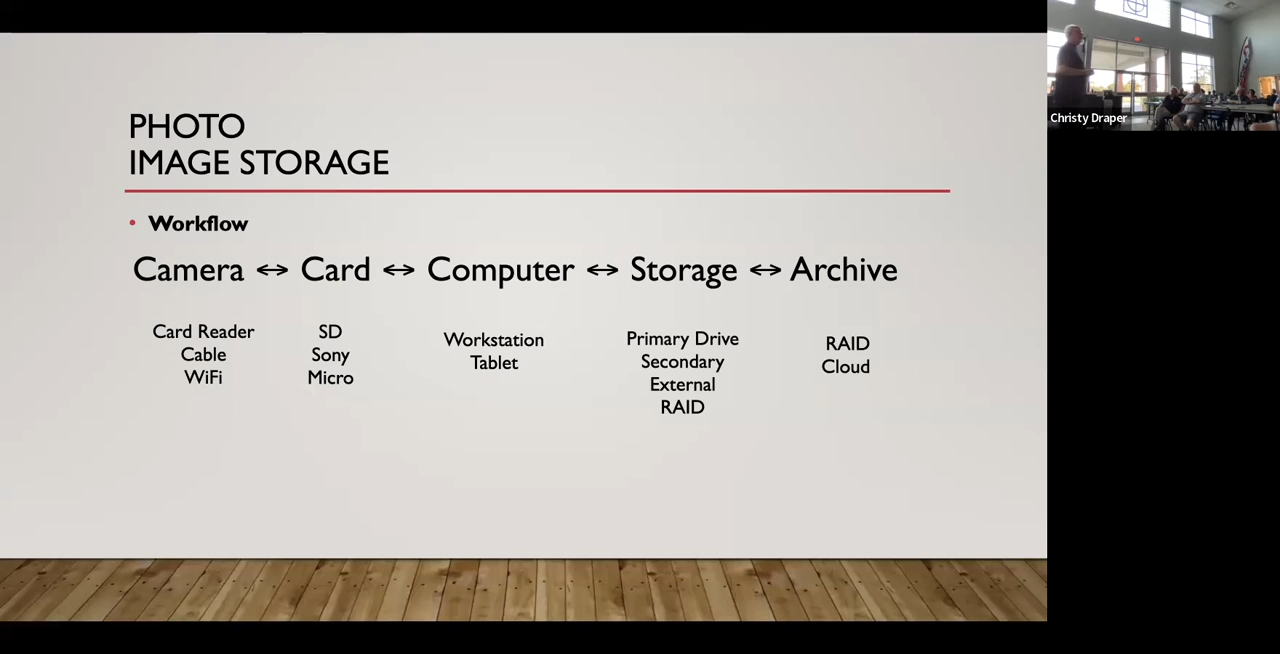 PHOTO
IMAGE STORAGE
• Workflow
Camera ↔ Card ↔ Computer ↔ Storage ↔ Archive
Card Reader
Cable
WiFi
SD
Sony
Micro
Workstation
Tablet
Primary Drive
Secondary
External
RAID
RAID
Cloud
Christy Draper